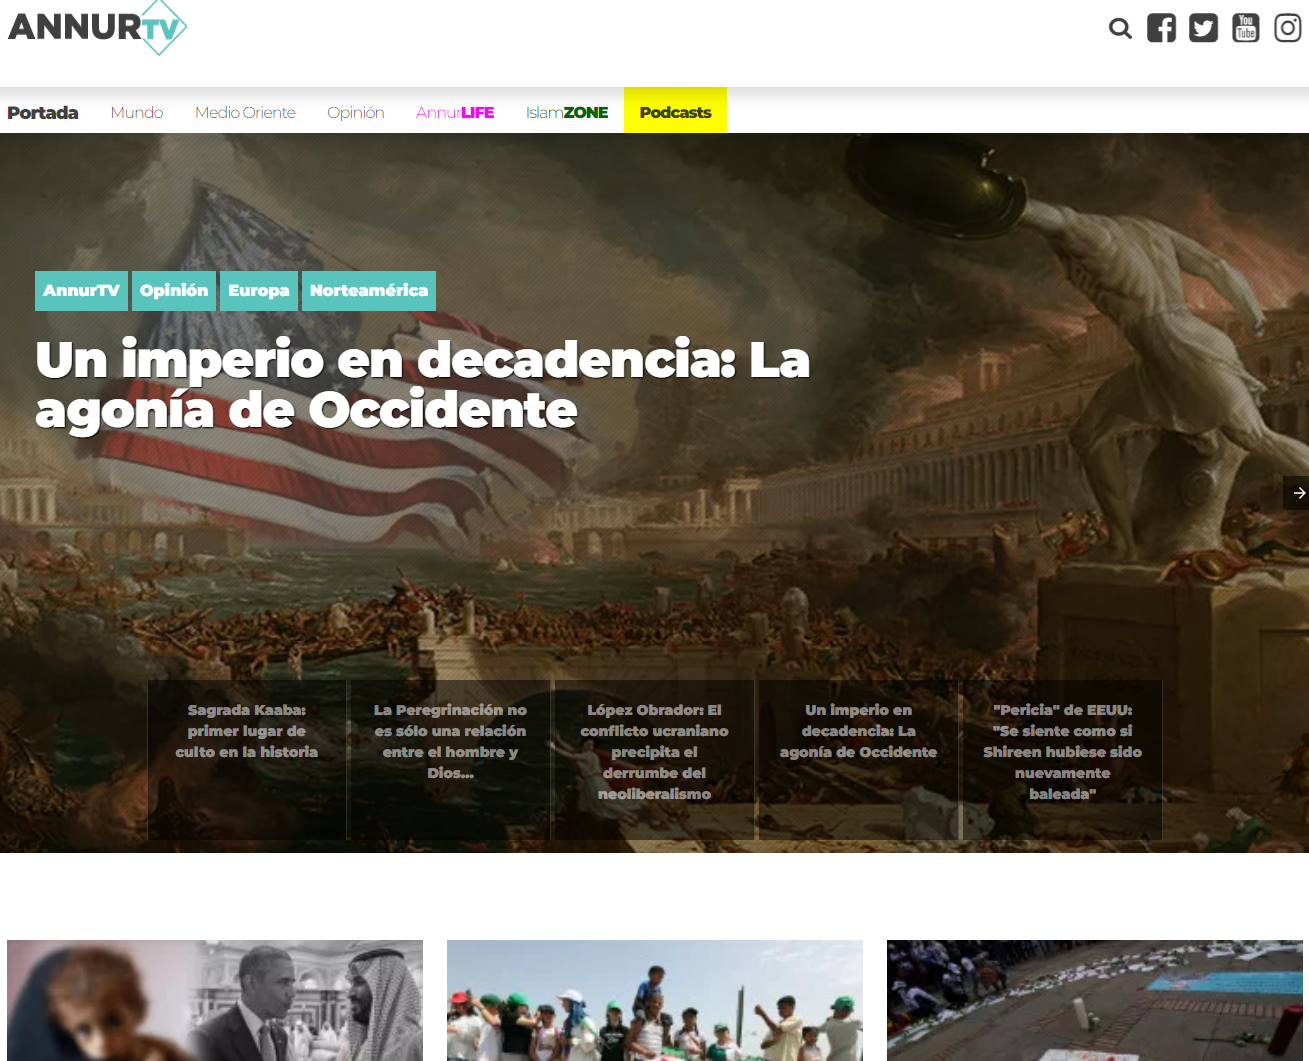 ANNURTV
You
Tube
Portada Mundo Medio Oriente Opinión AnnurLIFE IslamZONE Podcasts
AnnurTV Opinión Europa Norteamérica
Un imperio en decadencia: La
agonía de Occidente
Sagrada Kaaba:
primer lugar de
culto en la historia
La Peregrinación no
es sólo una relación
entre el hombre y
Dios...
López Obrador: El
conflicto ucraniano
precipita el
derrumbe del
neoliberalismo
Un imperio en
decadencia: La
agonía de Occidente
"Pericia" de EEUU:
"Se siente como si
Shireen hubiese sido
nuevamente
baleada"